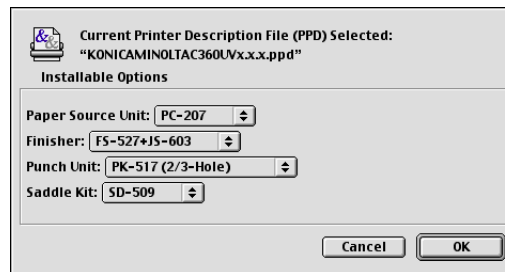 Current Printer Description File (PPD) Selected:
“KONICAMINOLTAC360UVx.x.x.ppd”
Installable Options
Paper Source Unit: PC-207
Finisher: FS-527+JS-603
Punch Unit: PK-517 (2/3-Hole)
Saddle Kit: SD-509
Cancel OK